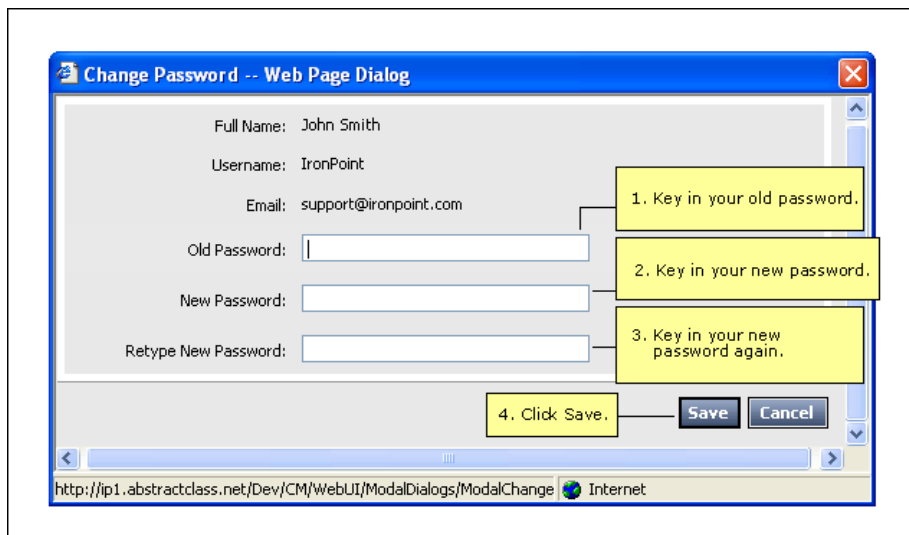 Change Password -- Web Page Dialog
Full Name: John Smith
Username: IronPoint
Email: support@ironpoint.com
1. Key in your old password.
Old Password:
2. Key in your new password.
New Password:
3. Key in your new
password again.
Retype New Password:
4. Click Save.
Save Cancel
http://ip1.abstractclass.net/Dev/CM/WebUI/ModalDialogs/ModalChange Internet